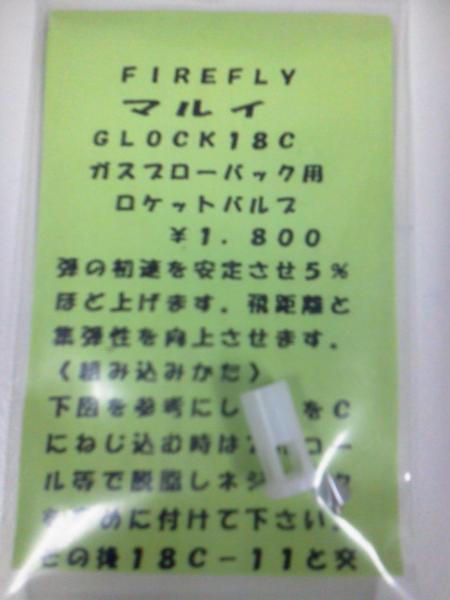 FIREFLY
マルイ
GLOCK18C
ガスブローバック用
ロケットバルブ
¥1.800
弾の初速を安定させ5%
ほど上げます．飛距離と
集弾性を向上させます．
〈組み込みかた〉
下図を参考にし を C
にねじ込む時は ー
ル等で脱脂しネジ
めに付けて下さい．
その後18C−11と交